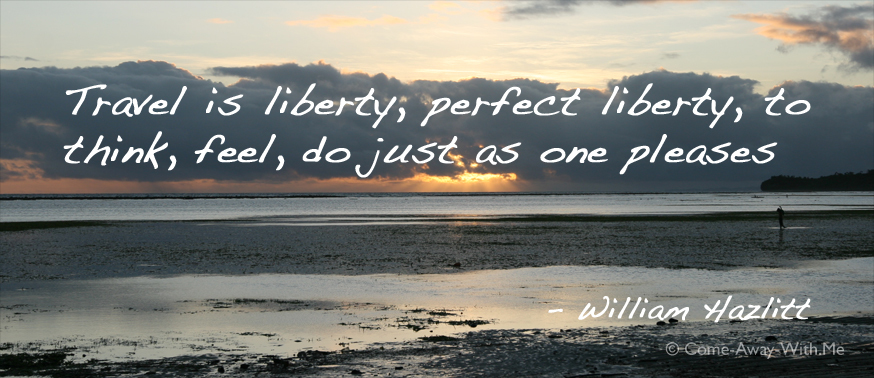 Travel is liberty, perfect liberty, to
think, feel, do just as one pleases
- William Hazlitt
© Come-Away-With.Me